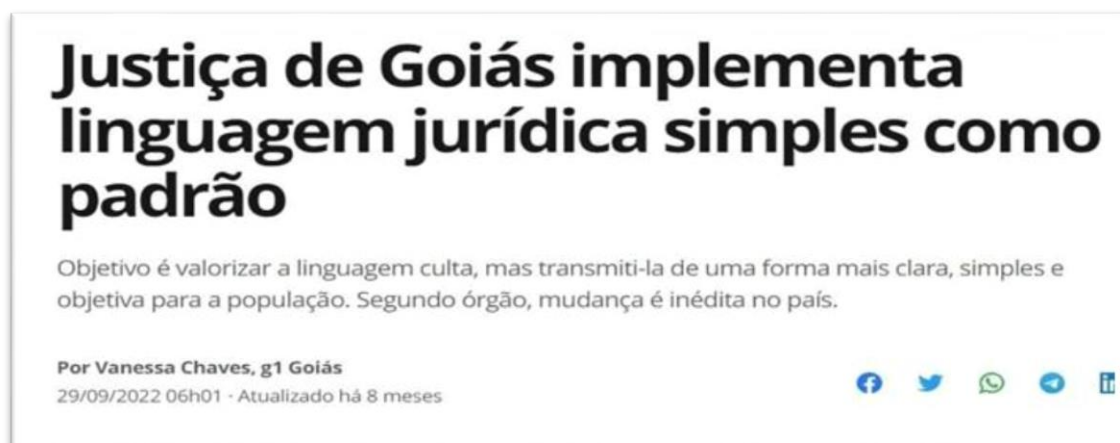 Justiça de Goiás implementa
linguagem jurídica simples como
padrão
Objetivo é valorizar a linguagem culta, mas transmiti-la de uma forma mais clara, simples e
objetiva para a população. Segundo órgão, mudança é inédita no país.
Por Vanessa Chaves, g1 Goiás
29/09/2022 06h01 · Atualizado há 8 meses